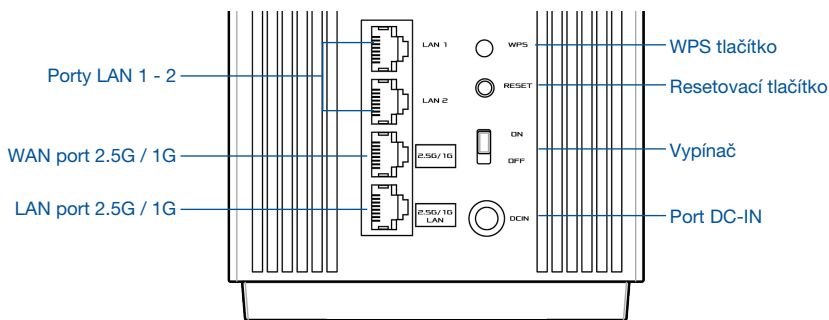 Porty LAN 1 - 2
WAN port 2.5G / 1G
LAN port 2.5G / 1G
LAN 1
LAN 2
2.5G/1G
2.5G/1G
LAN
WPS
RESET
ON
OFF
DCIN
WPS tlačítko
Resetovací tlačítko
Vypínač
Port DC-IN